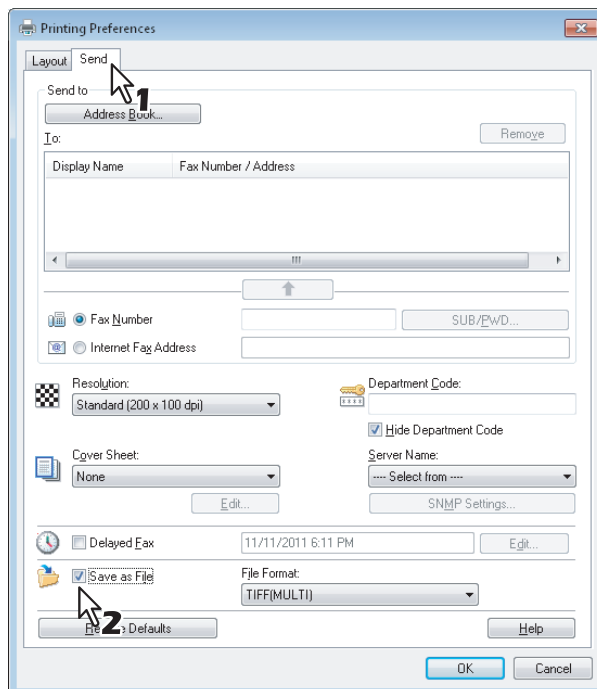 Printing Preferences
Layout Send
1
Send to
Address Book...
To:
Remove
Display Name Fax Number / Address
Fax Number
SUB/PWD...
Internet Fax Address
Resolution:
Department Code:
Standard (200 x 100 dpi)
Hide Department Code
Cover Sheet:
Server Name:
None
---- Select from ----
Edit...
SNMP Settings...
Delayed Fax 11/11/2011 6:11 PM Edit...
Save as File File Format:
TIFF(MULTI)
2
Defaults
Help
OK Cancel